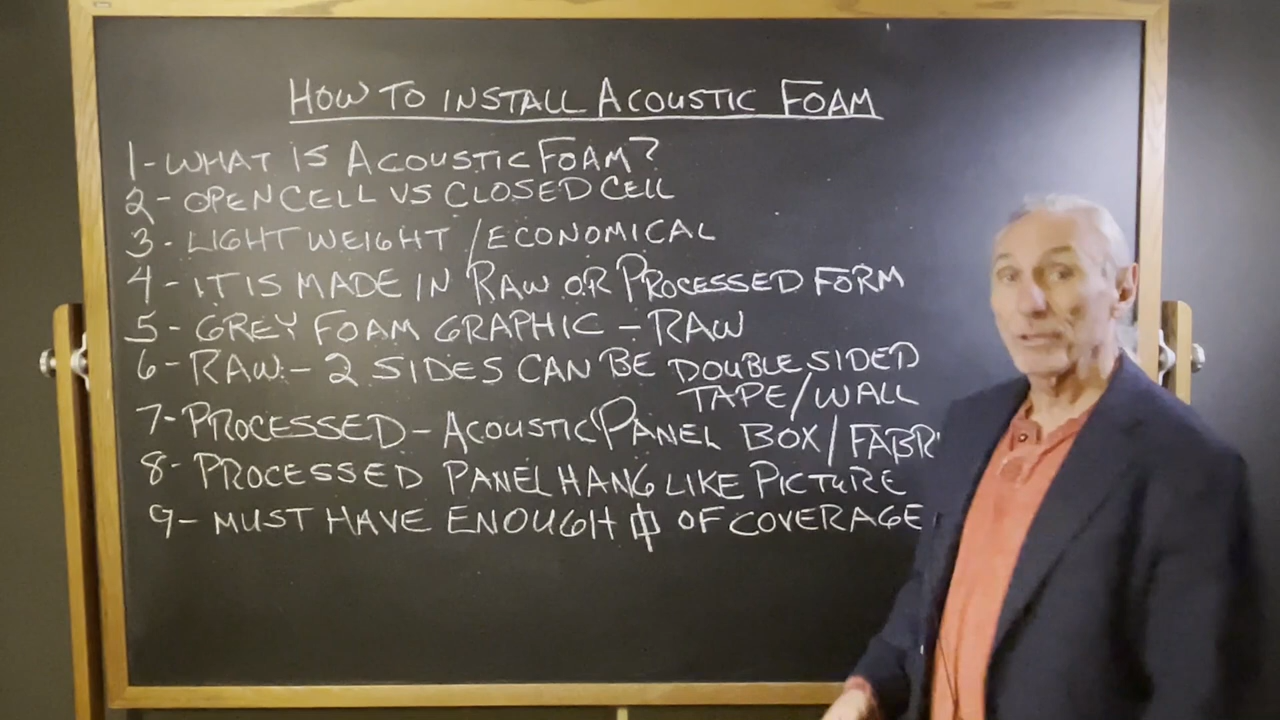 HOW TO INSTALL ACOUSTIC FOAM
1-WHAT IS ACOUSTIC FOAM?
2-OPEN CELL VS CLOSED CELL
3-LIGHT WEIGHT/ECONOMICAL
4-IT IS MADE IN RAW OR PROCESSED FORM
5-GREY FOAM GRAPHIC-RAW
6-RAW-2 SIDES CAN BE DOUBLE SIDED
TAPE/WALL
7-PROCESSED-ACOUSTIC PANEL BOX/FABR
8-PROCESSED PANEL HANG LIKE PICTURE
9-MUST HAVE ENOUGH OF COVERAGE